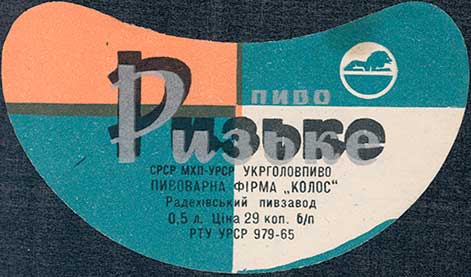 пиво
Ризьке
СРСР МХП-УРСР УКРГОЛОВПИВО
ПИВОВАРНА ФІРМА „КОЛОС“
Радехівський пивзавод
0,5 л. Ціна 29 коп. б/п
РТУ УРСР 979-65